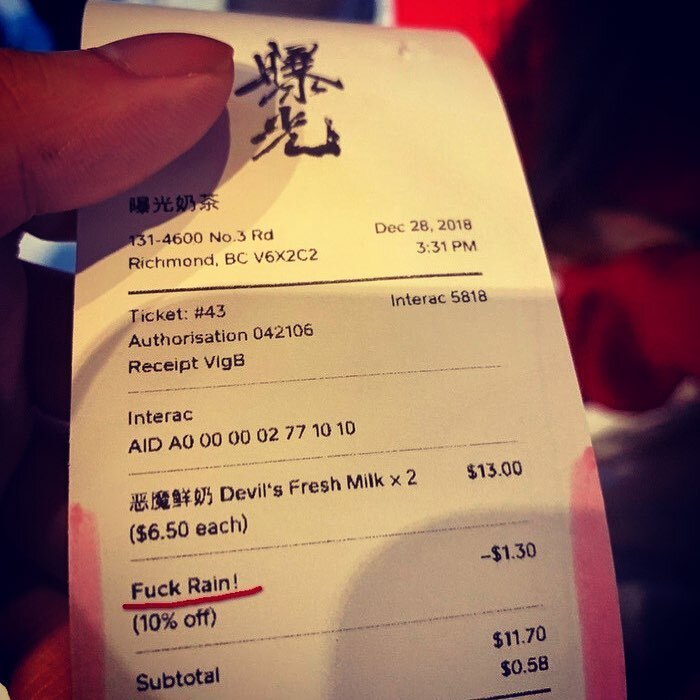 曝
光
曝光奶茶
131-4600 No.3 Rd
Richmond, BC V6X2C2
Dec 28, 2018
3:31 PM
Ticket: #43
Interac 5818
Authorisation 042106
Receipt VlgB
Interac
AID A0 00 00 02 77 10 10
恶魔鲜奶 Devil's Fresh Milk x 2 $13.00
($6.50 each)
Fuck Rain! -$1.30
(10% off)
$11.70
Subtotal $0.58